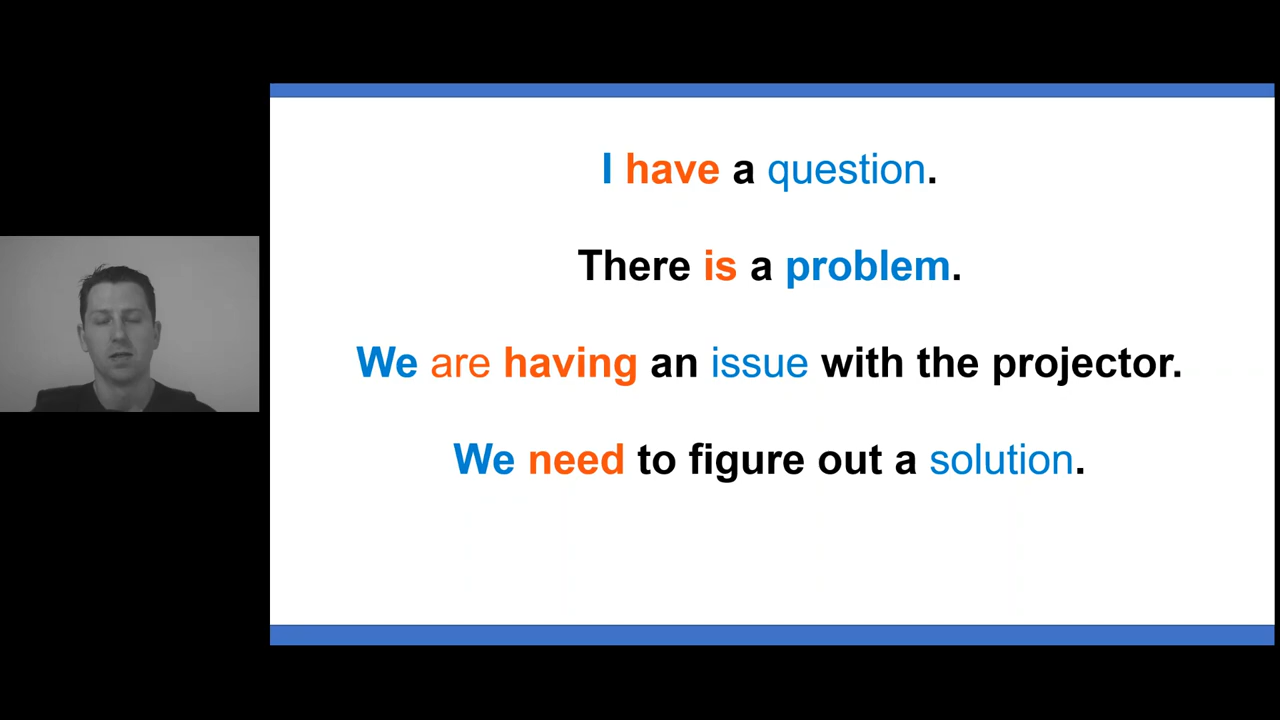 I have a question.
There is a problem.
We are having an issue with the projector.
We need to figure out a solution.